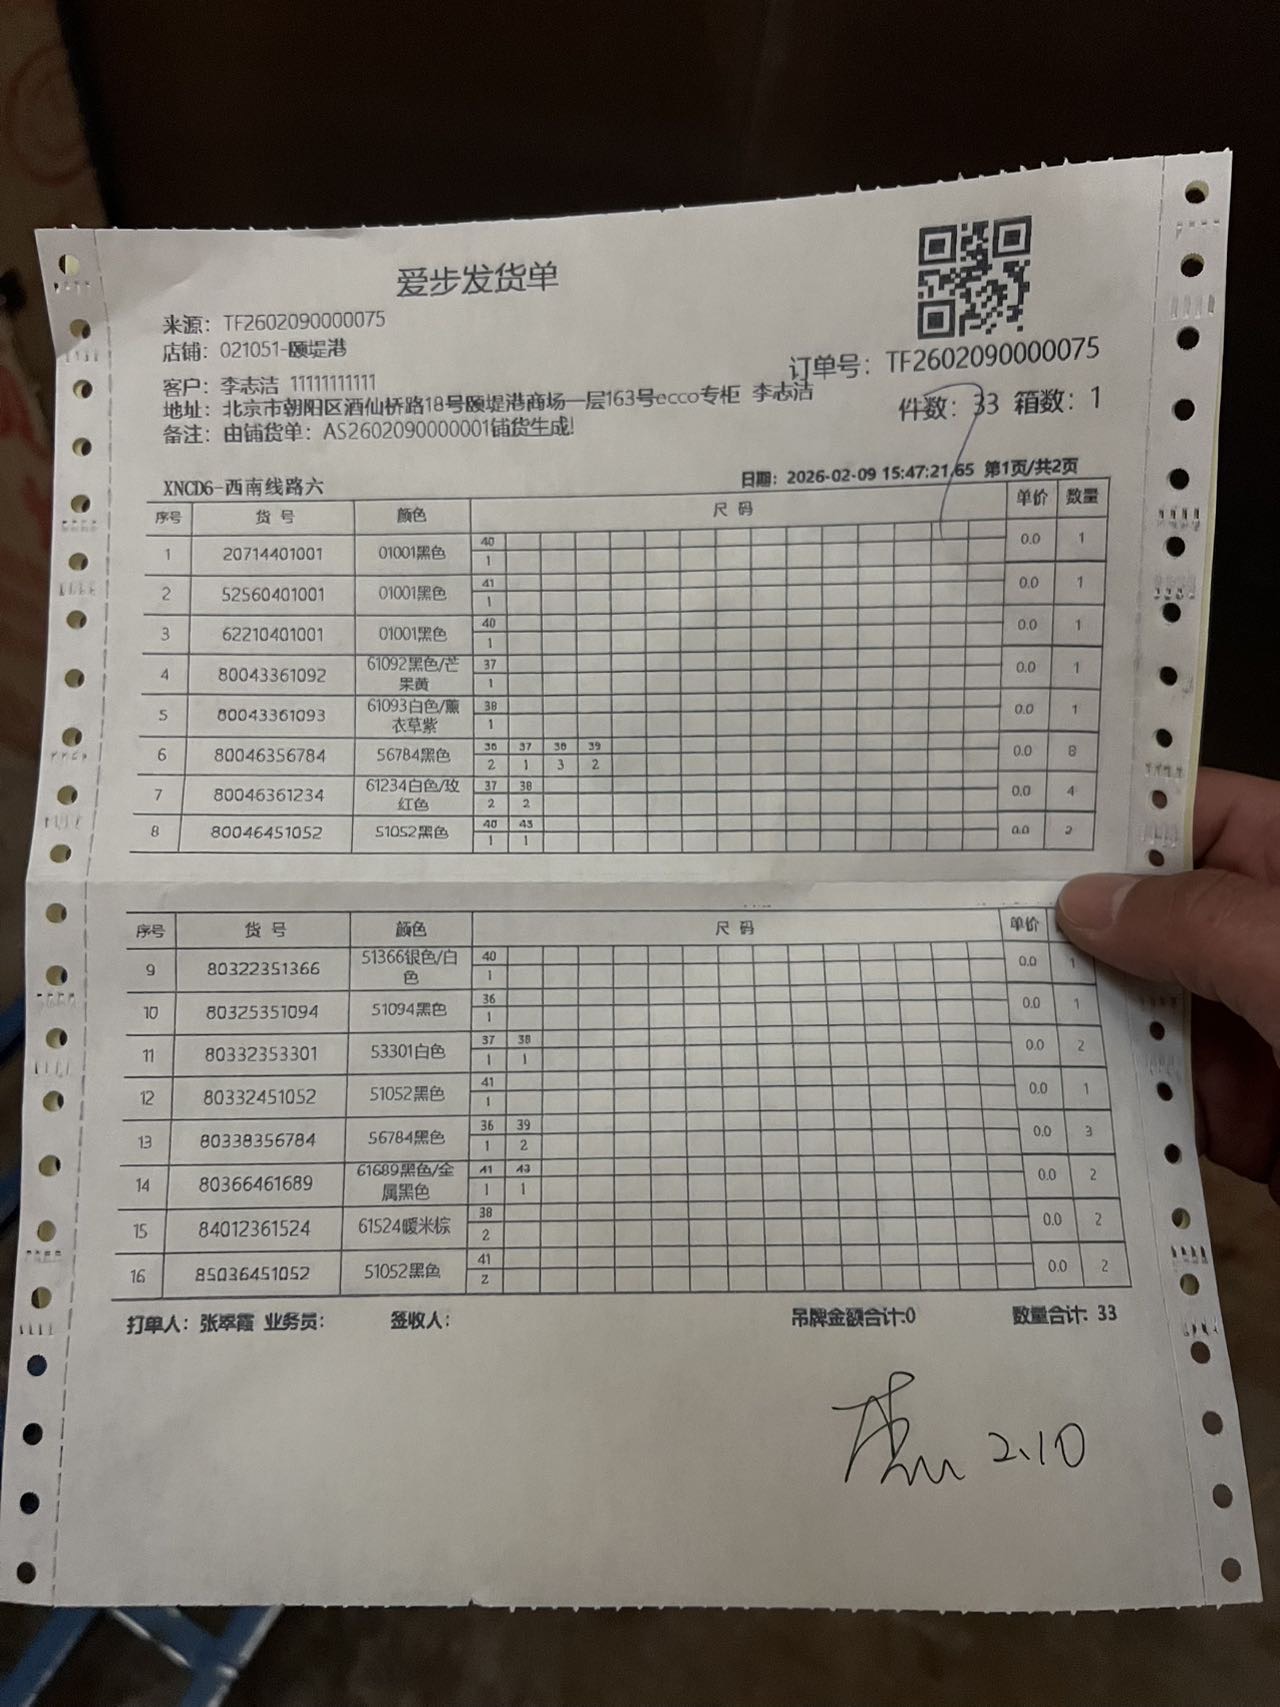 爱步发货单
来源：TF2602090000075
店铺：021051-颐堤港
订单号：TF2602090000075
客户：李志洁 11111111111
地址：北京市朝阳区酒仙桥路18号颐堤港商场一层163号ecco专柜 李志洁
件数：33 箱数：1
备注：由铺货单：AS2602090000001铺货生成!
XNCD6-西南线路六
日期：2026-02-09 15:47:21.65 第1页/共2页
序号 货号 颜色 尺码 单价 数量
40
1 20714401001 01001黑色 0.0 1
1
41
2 52560401001 01001黑色 0.0 1
1
40
3 62210401001 01001黑色 0.0 1
1
61092黑色/芒 37
4 80043361092 0.0 1
果黄 1
61093白色/薰 38
5 80043361093 0.0 1
衣草紫 1
36 37 38 39
6 80046356784 56784黑色 0.0 8
2 1 3 2
61234白色/玫 37 38
7 80046361234 0.0 4
红色 2 2
40 43
8 80046451052 51052黑色 0.0 2
1 1
序号 货号 颜色 尺码 单价
51366银色/白 40
9 80322351366 0.0 1
色 1
36
10 80325351094 51094黑色 0.0 1
1
37 38
11 80332353301 53301白色 0.0 2
1 1
41
12 80332451052 51052黑色 0.0 1
1
36 39
13 80338356784 56784黑色 0.0 3
1 2
61689黑色/金 41 43
14 80366461689 0.0 2
属黑色 1 1
38
15 84012361524 61524暖米棕 0.0 2
2
41
16 85036451052 51052黑色 0.0 2
2
打单人：张翠霞 业务员： 签收人： 吊牌金额合计:0 数量合计: 33
2.10